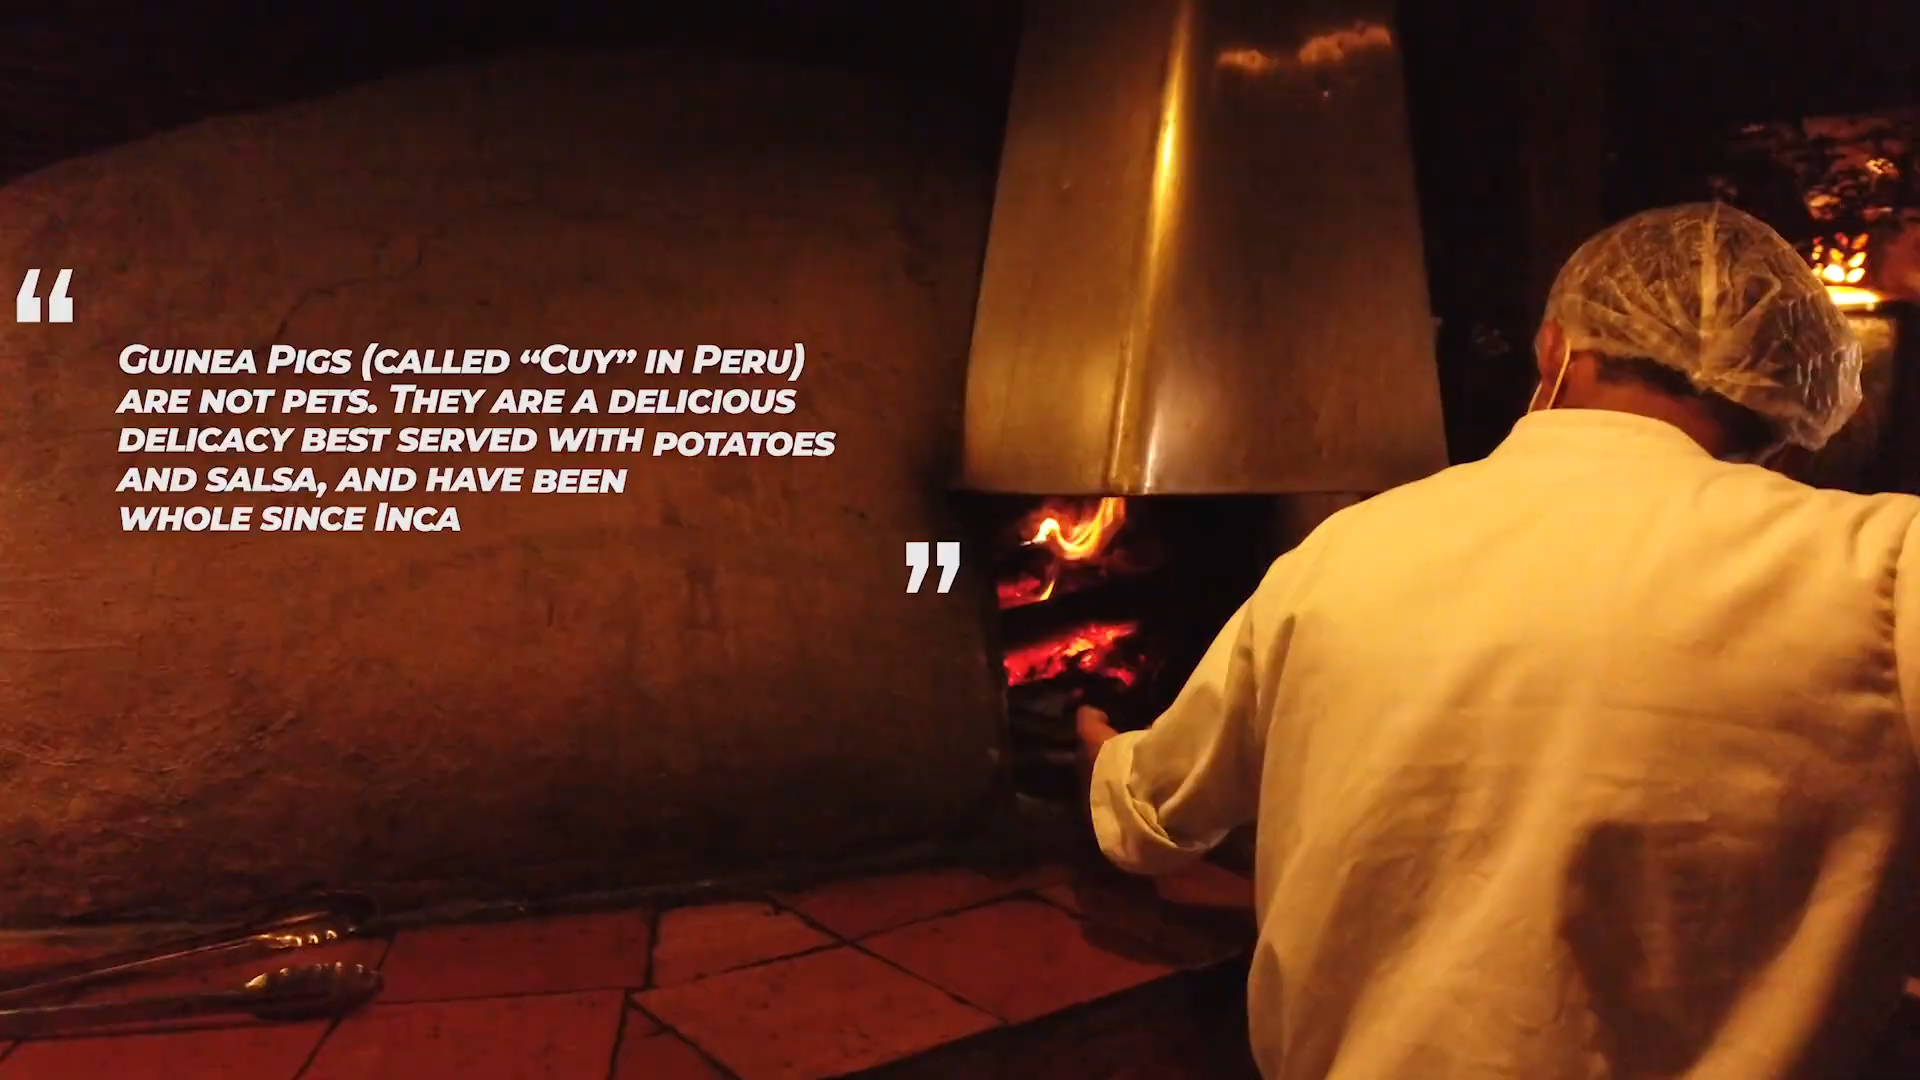 “
Guinea Pigs (called “Cuy” in Peru)
are not pets. They are a delicious
delicacy best served with potatoes
and salsa, and have been
whole since Inca
”